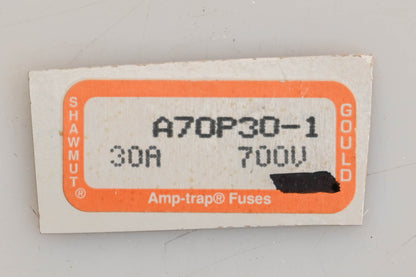 SHAWMUT®
A70P30-1
30A 700V
GOULD
Amp-trap® Fuses